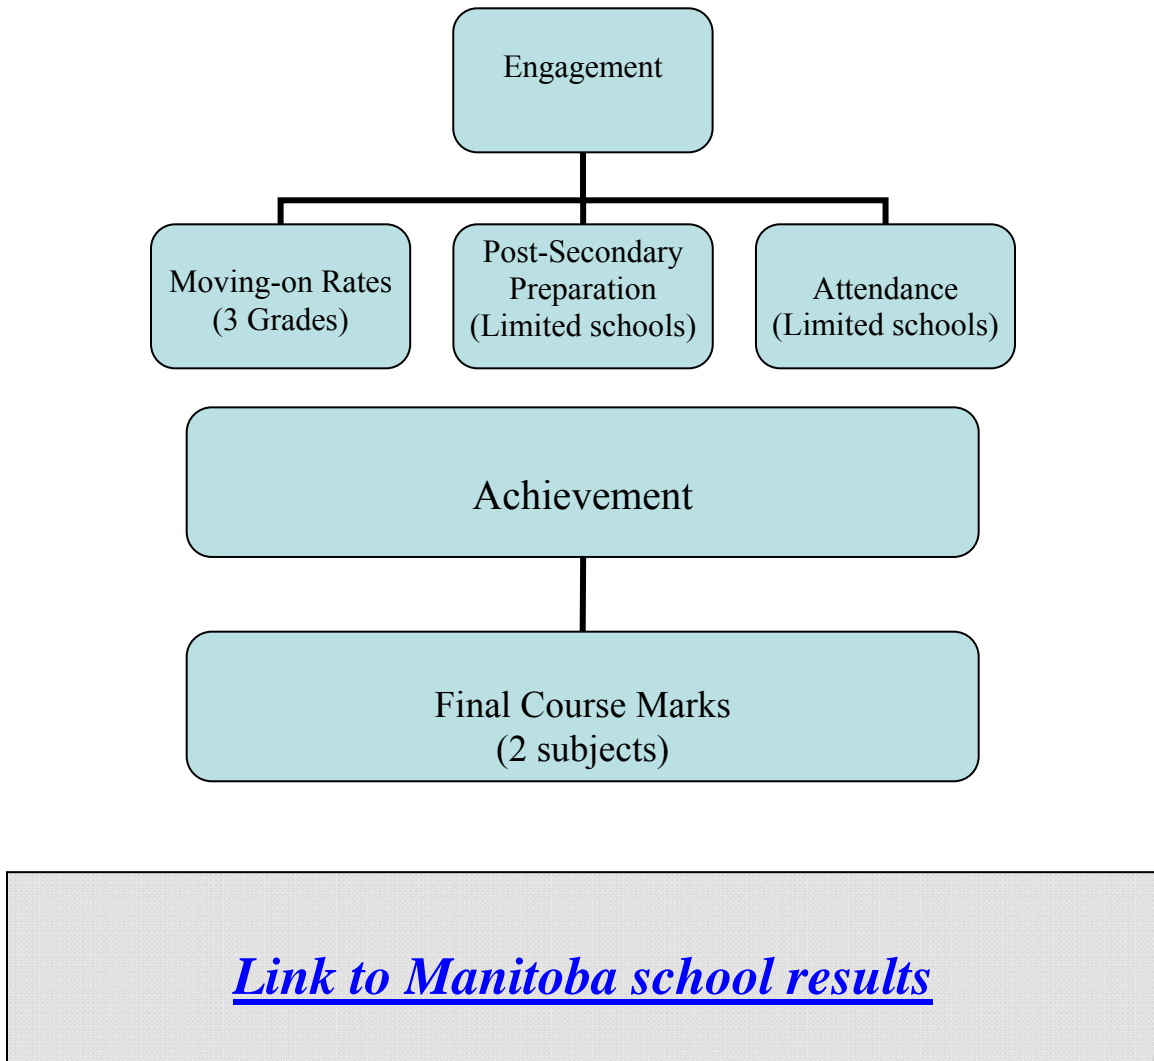 Engagement
Moving-on Rates
(3 Grades)
Post-Secondary
Preparation
(Limited schools)
Attendance
(Limited schools)
Achievement
Final Course Marks
(2 subjects)
Link to Manitoba school results